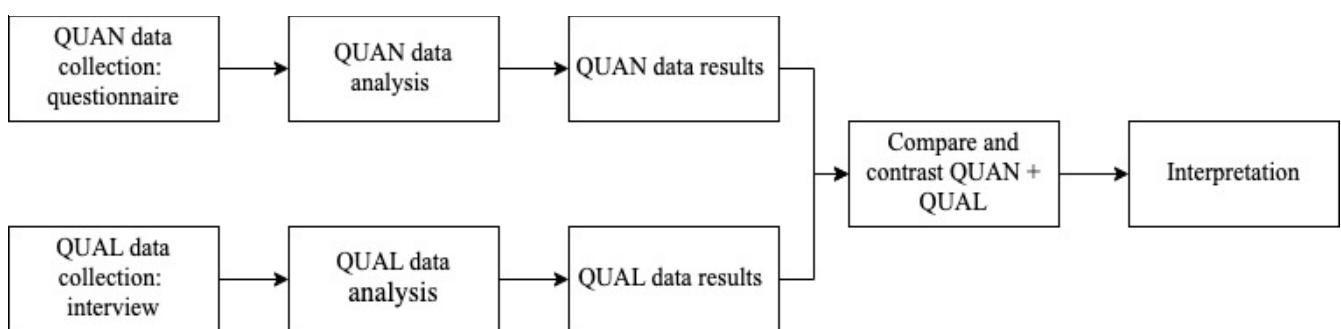 QUAN data
collection:
questionnaire
QUAN data
analysis
QUAN data results
QUAL data
collection:
interview
QUAL data
analysis
QUAL data results
Compare and
contrast QUAN +
QUAL
Interpretation